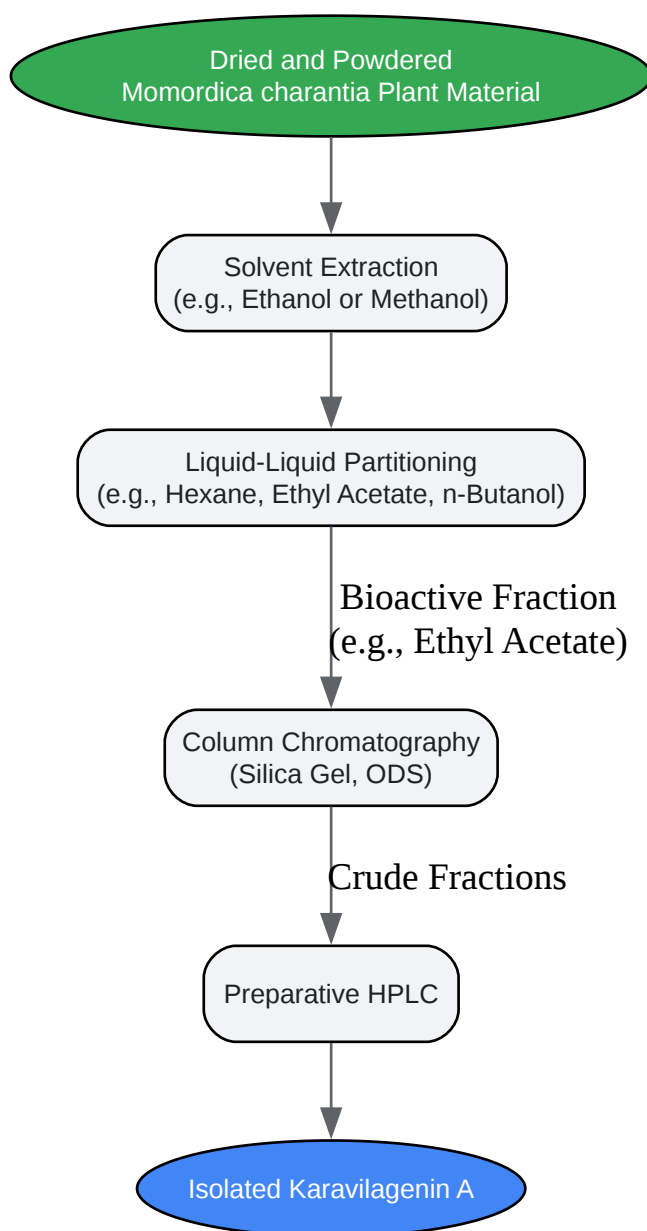 Dried and Powdered
Momordica charantia Plant Material
Solvent Extraction
(e.g., Ethanol or Methanol)
Liquid-Liquid Partitioning
(e.g., Hexane, Ethyl Acetate, n-Butanol)
Bioactive Fraction
(e.g., Ethyl Acetate)
Column Chromatography
(Silica Gel, ODS)
Crude Fractions
Preparative HPLC
Isolated Karavilagenin A